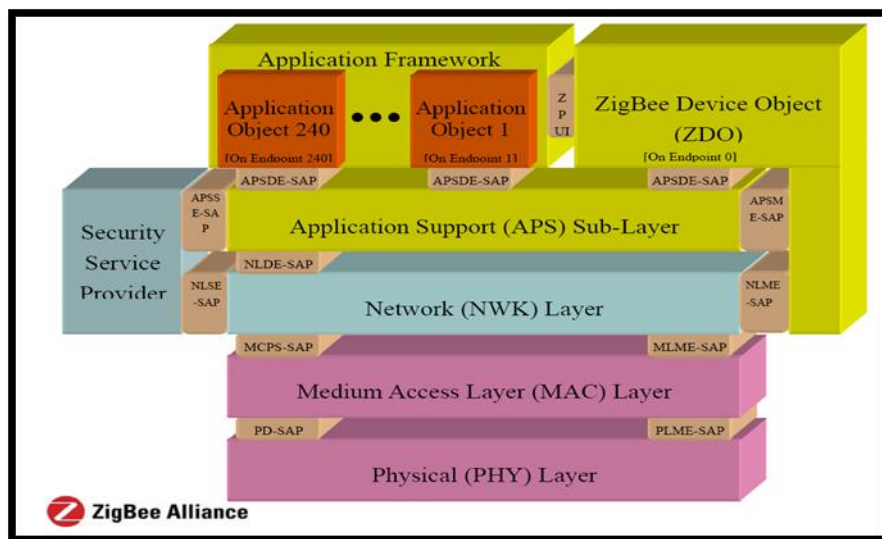 Application Framework
Application
Object 240
[On Endpoint 240]
Application
Object 1
[On Endpoint 1]
Z
P
UI
ZigBee Device Object
(ZDO)
[On Endpoint 0]
APSDE-SAP
APSDE-SAP
APSDE-SAP
Security
Service
Provider
APSS
E-SA
P
Application Support (APS) Sub-Layer
APSM
E-SAP
NLDE-SAP
NLSE
-SAP
Network (NWK) Layer
NLME
-SAP
MCPS-SAP
MLME-SAP
Medium Access Layer (MAC) Layer
PD-SAP
PLME-SAP
Physical (PHY) Layer
ZigBee Alliance